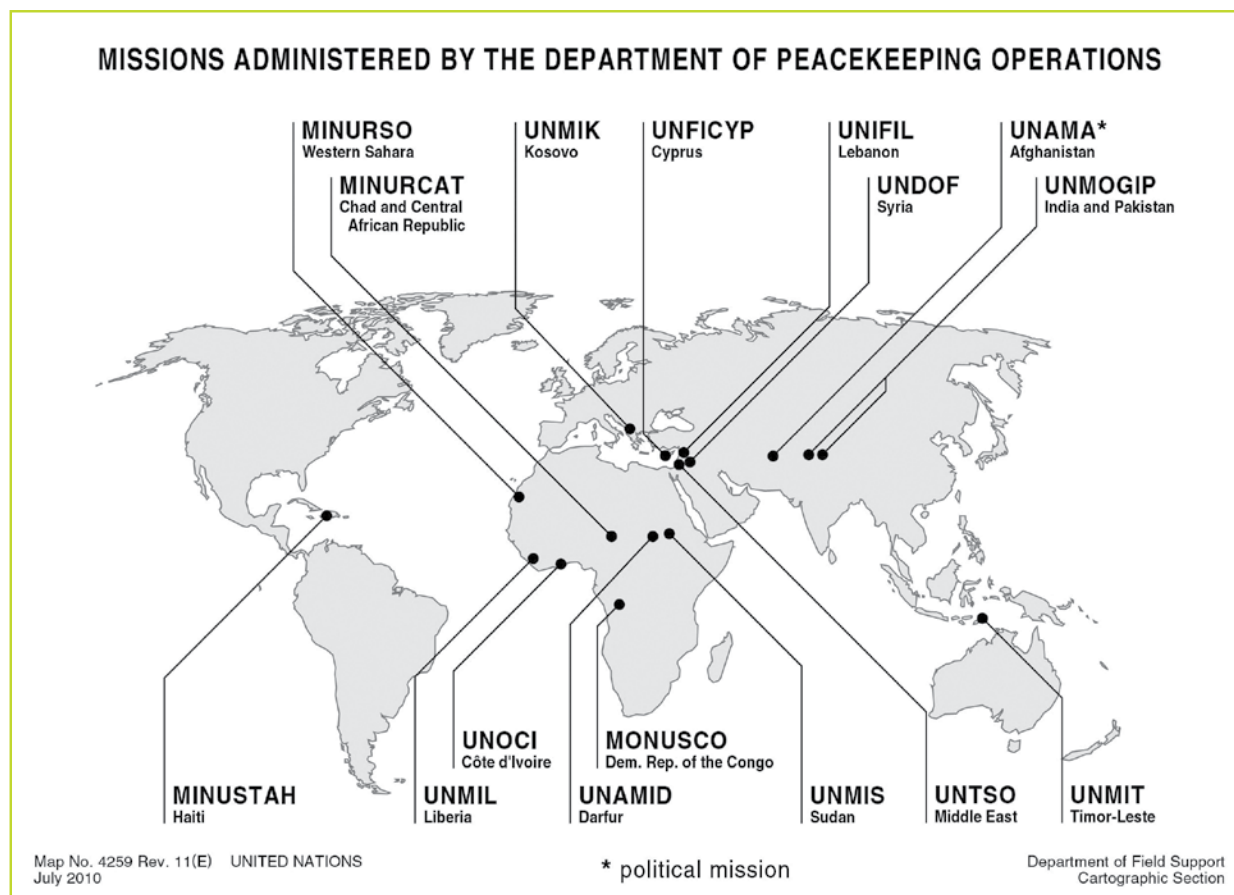 MISSIONS ADMINISTERED BY THE DEPARTMENT OF PEACEKEEPING OPERATIONS
MINURSO
Western Sahara
UNMIK
Kosovo
UNFICYP
Cyprus
UNIFIL
Lebanon
UNAMA*
Afghanistan
MINURCAT
Chad and Central
African Republic
UNDOF
Syria
UNMOGIP
India and Pakistan
UNOCI
Côte d'Ivoire
MONUSCO
Dem. Rep. of the Congo
MINUSTAH
Haiti
UNMIL
Liberia
UNAMID
Darfur
UNMIS
Sudan
UNTSO
Middle East
UNMIT
Timor-Leste
Map No. 4259 Rev. 11(E) UNITED NATIONS
July 2010
* political mission
Department of Field Support
Cartographic Section